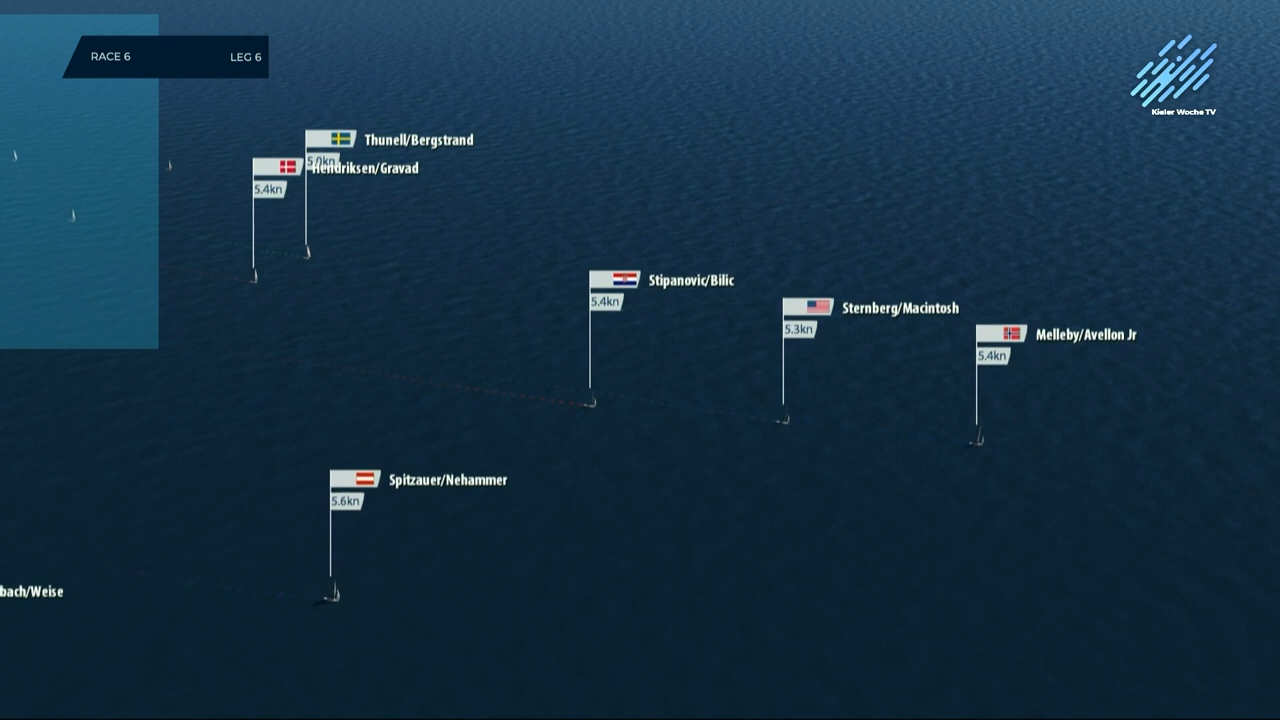 RACE 6
LEG 6
Kieler Woche TV
Thunell/Bergstrand
5.0kn
Hendriksen/Gravad
5.4kn
Stipanovic/Bilic
5.4kn
Sternberg/Macintosh
5.3kn
Melleby/Avellon Jr
5.4kn
Spitzauer/Nehammer
5.6kn
bach/Weise